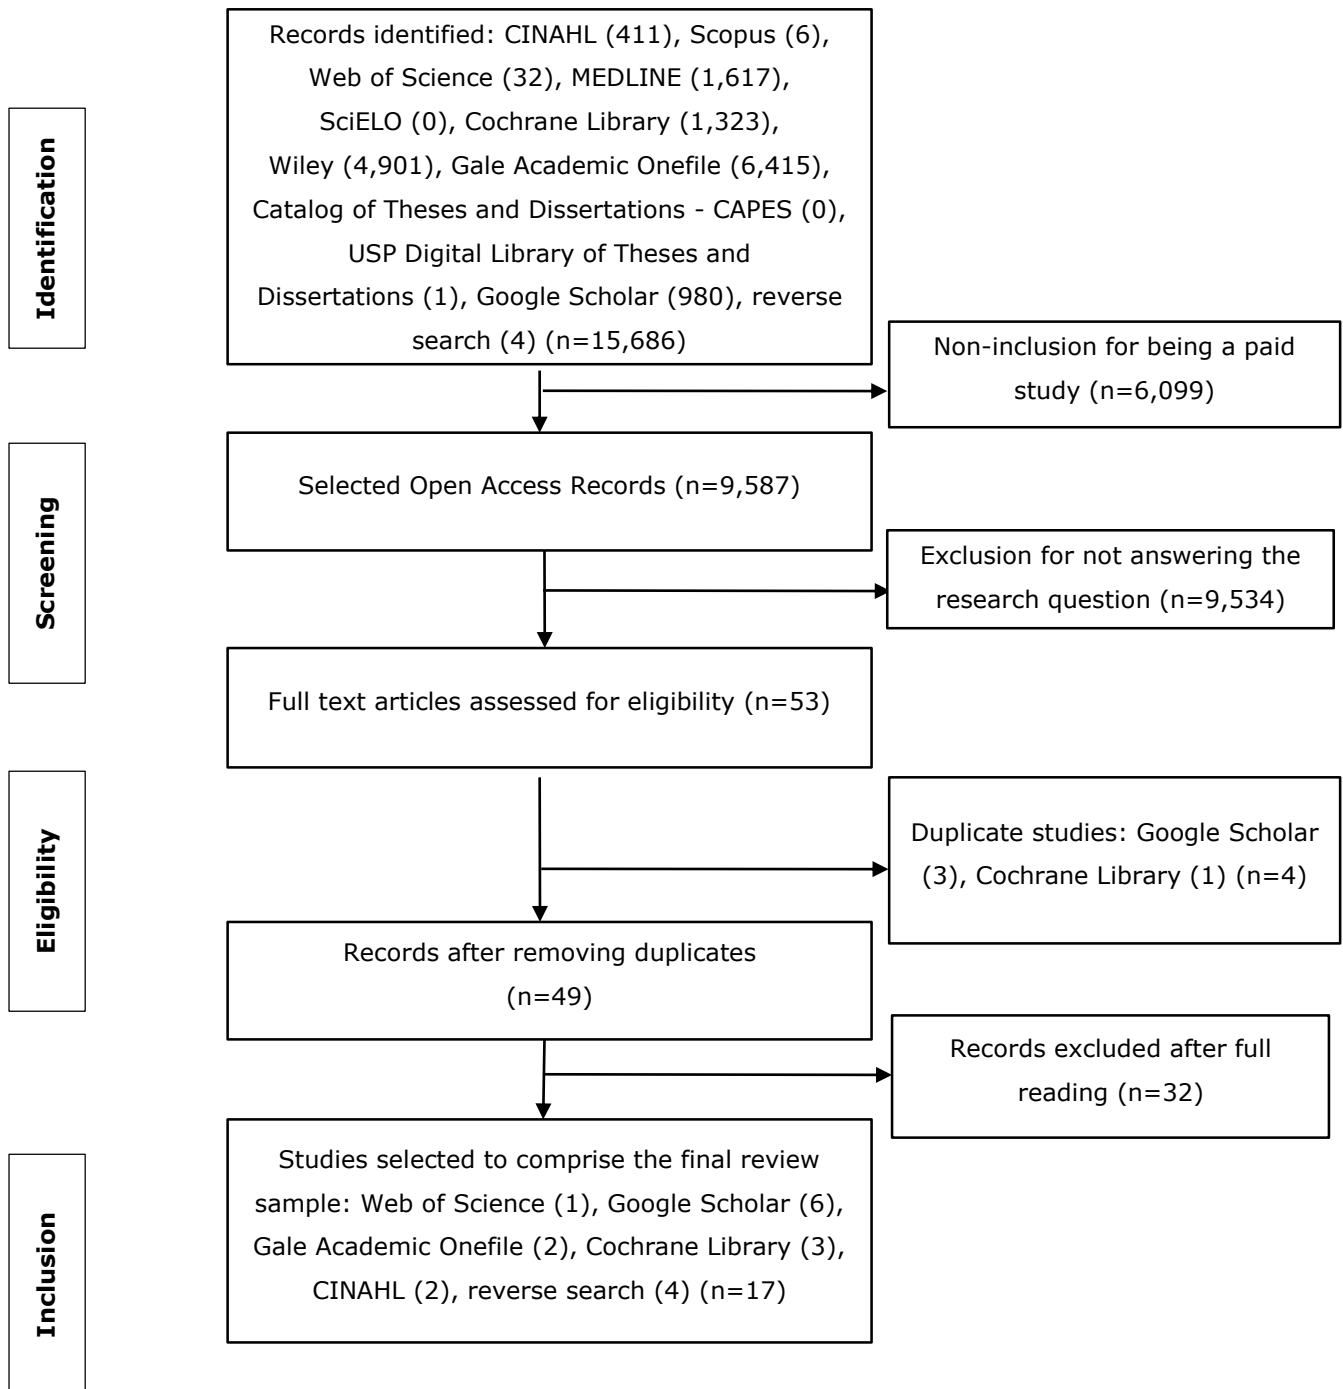 Identification
Records identified: CINAHL (411), Scopus (6),
Web of Science (32), MEDLINE (1,617),
SciELO (0), Cochrane Library (1,323),
Wiley (4,901), Gale Academic Onefile (6,415),
Catalog of Theses and Dissertations - CAPES (0),
USP Digital Library of Theses and
Dissertations (1), Google Scholar (980), reverse
search (4) (n=15,686)
Non-inclusion for being a paid
study (n=6,099)
Screening
Selected Open Access Records (n=9,587)
Exclusion for not answering the
research question (n=9,534)
Full text articles assessed for eligibility (n=53)
Eligibility
Duplicate studies: Google Scholar
(3), Cochrane Library (1) (n=4)
Records after removing duplicates
(n=49)
Records excluded after full
reading (n=32)
Inclusion
Studies selected to comprise the final review
sample: Web of Science (1), Google Scholar (6),
Gale Academic Onefile (2), Cochrane Library (3),
CINAHL (2), reverse search (4) (n=17)